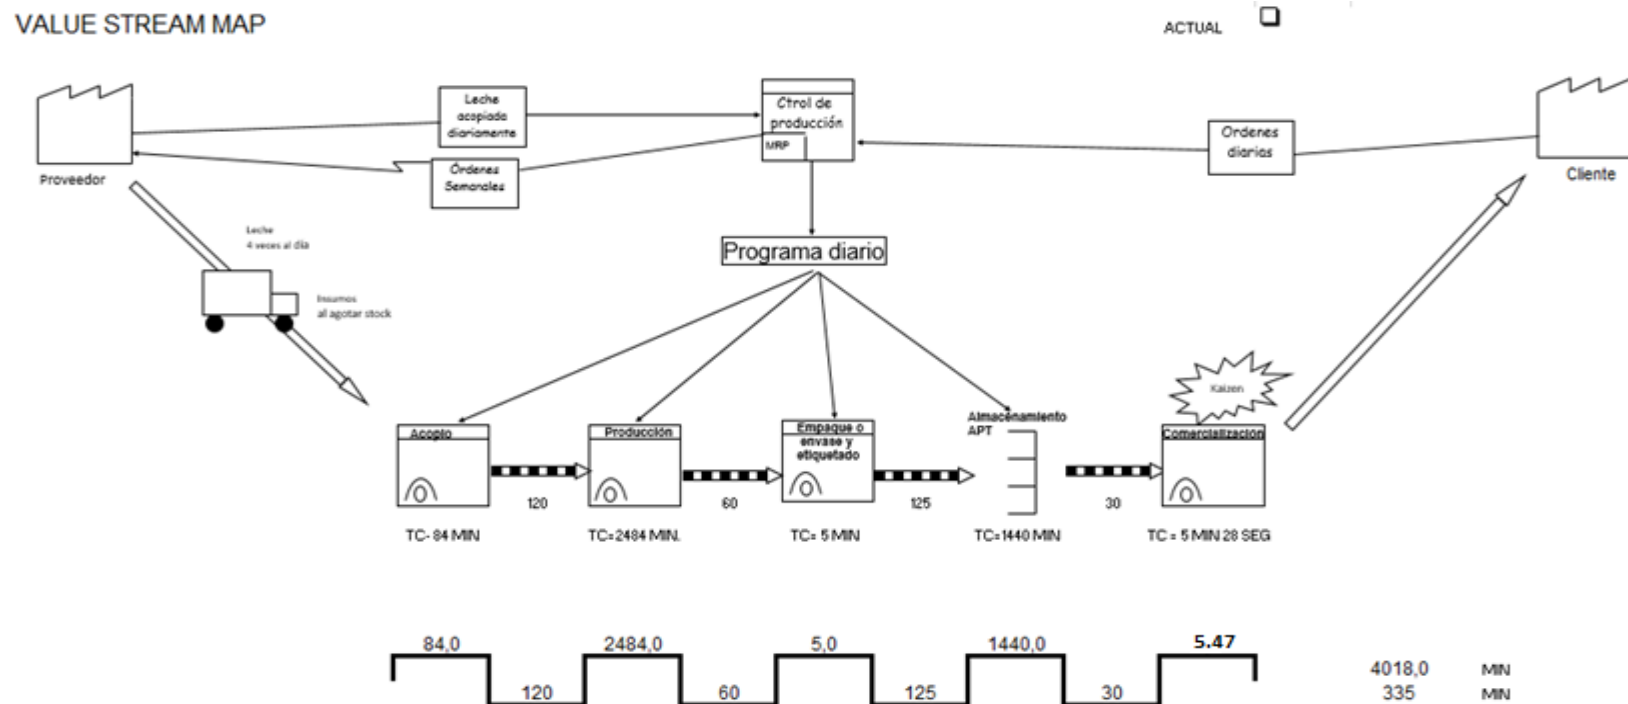 VALUE STREAM MAP
ACTUAL
Leche
acopiada
diariamente
Ctrol de
producción
MRP
Ordenes
diarias
Órdenes
Semanales
Proveedor
Cliente
Leche
4 veces al día
Insumos
al agotar stock
Programa diario
Kaizen
Acopio
Producción
Empaque o
envase y
etiquetado
Almacenamiento
APT
Comercialización
120
60
125
30
TC- 84 MIN
TC=2484 MIN.
TC= 5 MIN
TC=1440 MIN
TC = 5 MIN 28 SEG
84,0
2484,0
5,0
1440,0
5.47
120
60
125
30
4018,0 MIN
335 MIN